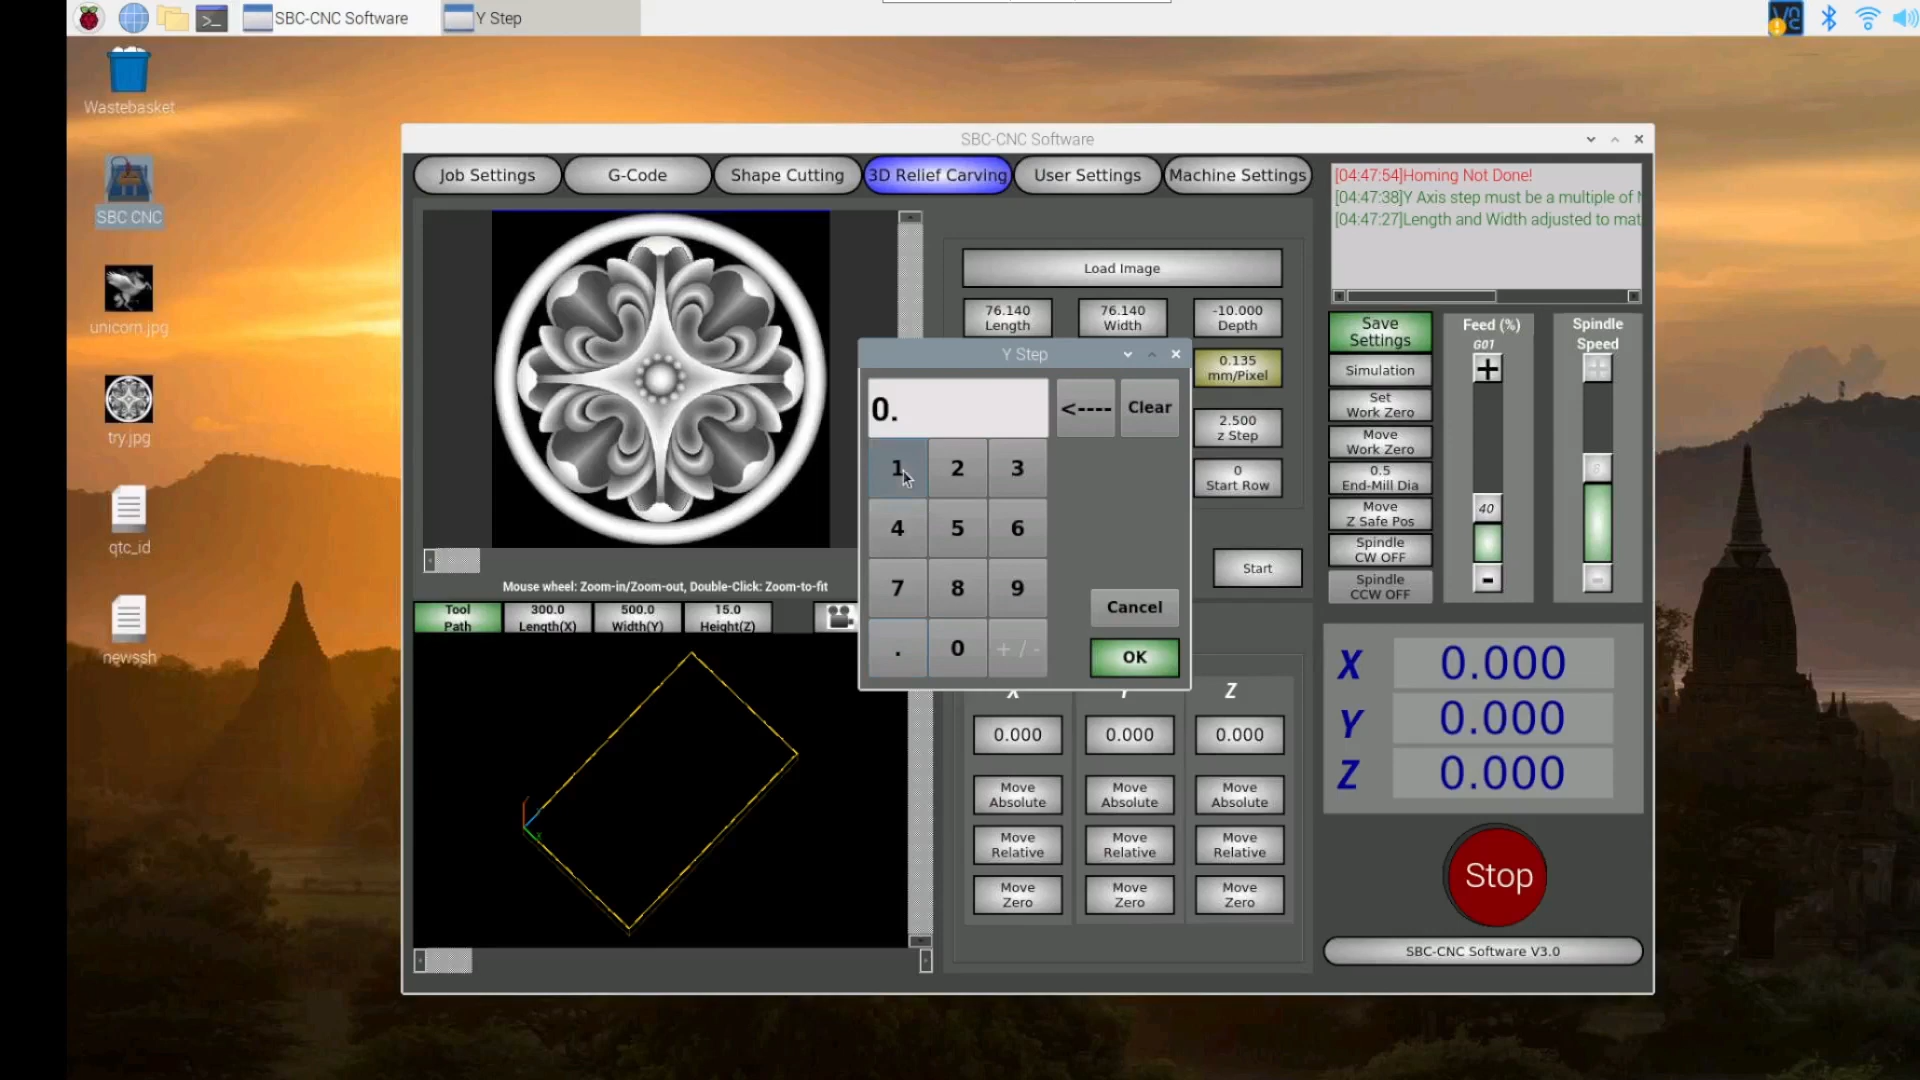 SBC-CNC Software
Y Step
Wastebasket
SBC CNC
unicorn.jpg
try.jpg
qtc_id
newssh
SBC-CNC Software
Job Settings
G-Code
Shape Cutting
3D Relief Carving
User Settings
Machine Settings
[04:47:54]Homing Not Done!
[04:47:38]Y Axis step must be a multiple of
[04:47:27]Length and Width adjusted to mat
Load Image
76.140
Length
76.140
Width
-10.000
Depth
0.135
mm/Pixel
2.500
z Step
0
Start Row
Start
Y Step
0.
<----
Clear
1
2
3
4
5
6
7
8
9
.
0
+ / -
Cancel
OK
Mouse wheel: Zoom-in/Zoom-out, Double-Click: Zoom-to-fit
Tool
Path
300.0
Length(X)
500.0
Width(Y)
15.0
Height(Z)
X
Z
0.000
0.000
0.000
Move
Absolute
Move
Absolute
Move
Absolute
Move
Relative
Move
Relative
Move
Relative
Move
Zero
Move
Zero
Move
Zero
Save
Settings
Simulation
Set
Work Zero
Move
Work Zero
0.5
End-Mill Dia
Move
Z Safe Pos
Spindle
CW OFF
Spindle
CCW OFF
Feed (%)
G01
+
40
-
Spindle
Speed
X 0.000
Y 0.000
Z 0.000
Stop
SBC-CNC Software V3.0